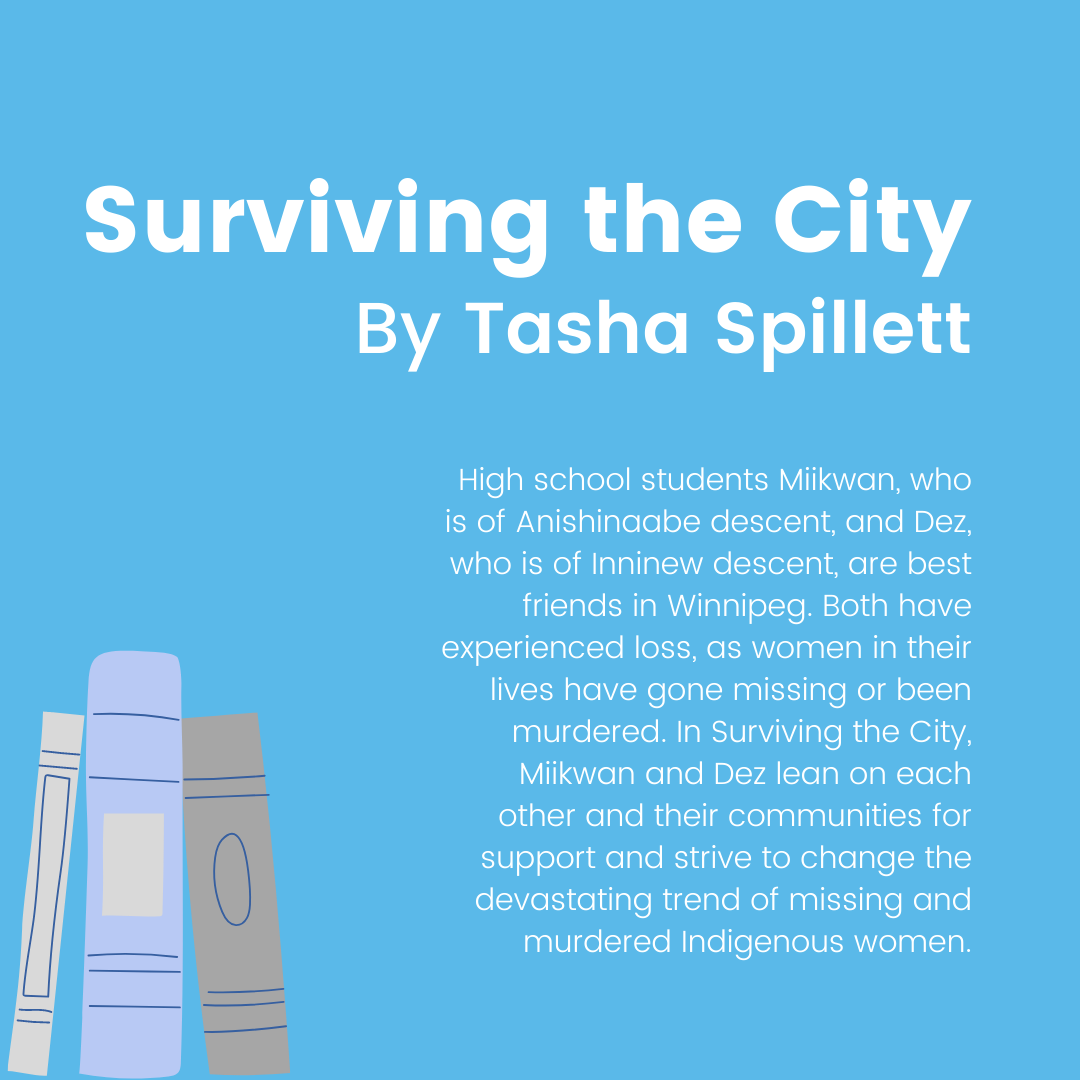 Surviving the City
By Tasha Spillett
High school students Miikwan, who
is of Anishinaabe descent, and Dez,
who is of Inninew descent, are best
friends in Winnipeg. Both have
experienced loss, as women in their
lives have gone missing or been
murdered. In Surviving the City,
Miikwan and Dez lean on each
other and their communities for
support and strive to change the
devastating trend of missing and
murdered Indigenous women.